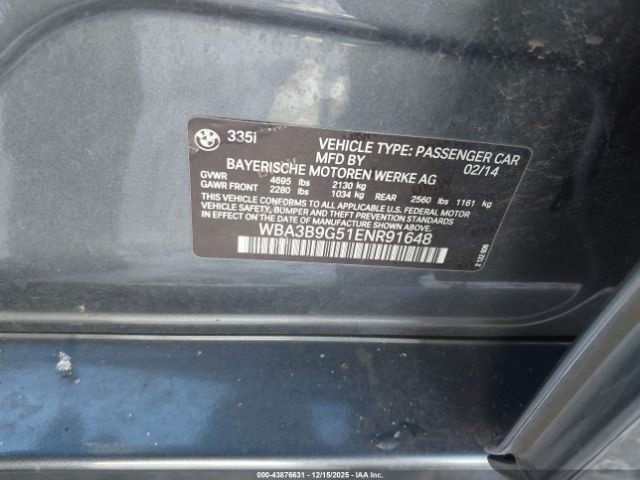 335i
VEHICLE TYPE: PASSENGER CAR
MFD BY 02/14
BAYERISCHE MOTOREN WERKE AG
GVWR 4695 lbs 2130 kg
GAWR FRONT 2280 lbs 1034 kg REAR 2560 lbs 1161 kg
THIS VEHICLE CONFORMS TO ALL APPLICABLE U.S. FEDERAL MOTOR
VEHICLE SAFETY, BUMPER, AND THEFT PREVENTION STANDARDS
IN EFFECT ON THE DATE OF MANUFACTURE SHOWN ABOVE.
WBA3B9G51ENR91648
00-43876631 - 12/15/2025 - © IAA, INC.